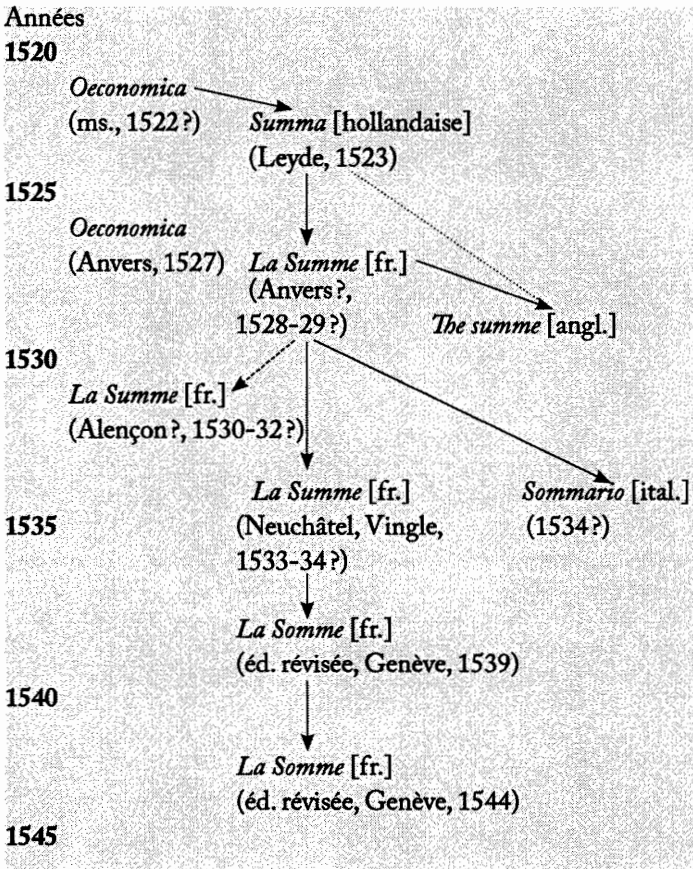 Années
1520
Oeconomica
(ms., 1522 ?)
Summa [hollandaise]
(Leyde, 1523)
1525
Oeconomica
(Anvers, 1527)
La Summe [fr.]
(Anvers ?,
1528-29 ?)
The summe [angl.]
1530
La Summe [fr.]
(Alençon ?, 1530-32 ?)
La Summe [fr.]
(Neuchâtel, Vingle,
1533-34 ?)
Sommario [ital.]
(1534 ?)
1535
La Somme [fr.]
(éd. révisée, Genève, 1539)
1540
La Somme [fr.]
(éd. révisée, Genève, 1544)
1545